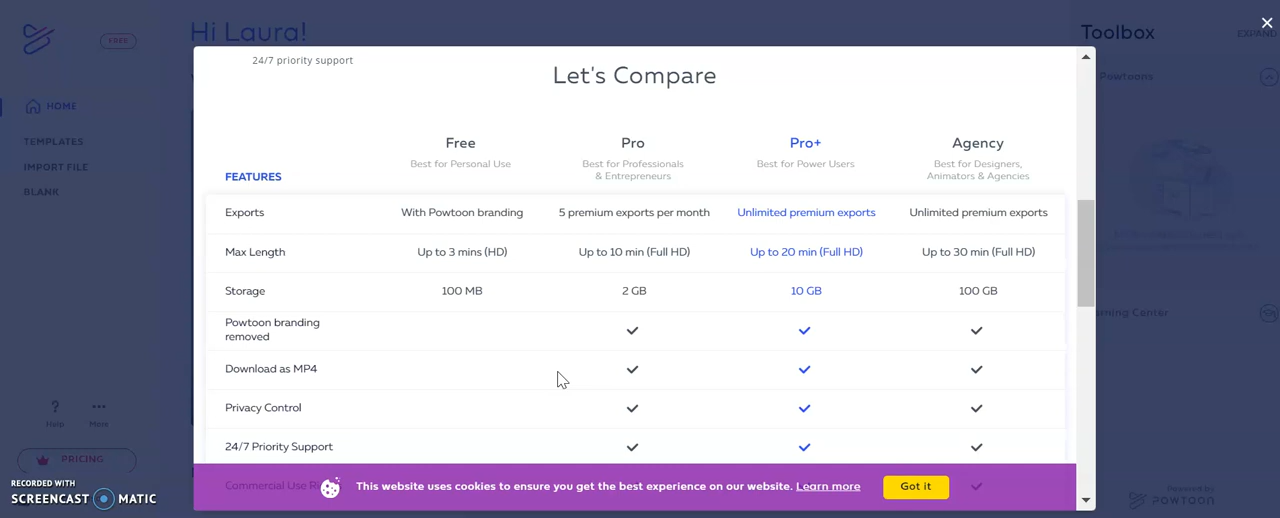 Hi Laura!
FREE
Toolbox
EXPAND
Powtoons
HOME
TEMPLATES
IMPORT FILE
BLANK
Help
More
PRICING
RECORDED WITH
SCREENCAST MATIC
24/7 priority support
Let's Compare
Free
Pro
Pro+
Agency
Best for Personal Use
Best for Professionals
& Entrepreneurs
Best for Power Users
Best for Designers,
Animators & Agencies
FEATURES
Exports
With Powtoon branding
5 premium exports per month
Unlimited premium exports
Unlimited premium exports
Max Length
Up to 3 mins (HD)
Up to 10 min (Full HD)
Up to 20 min (Full HD)
Up to 30 min (Full HD)
Storage
100 MB
2 GB
10 GB
100 GB
Powtoon branding
removed
Download as MP4
Privacy Control
24/7 Priority Support
Commercial Use
This website uses cookies to ensure you get the best experience on our website. Learn more
Got it
Powered by
POWTOON